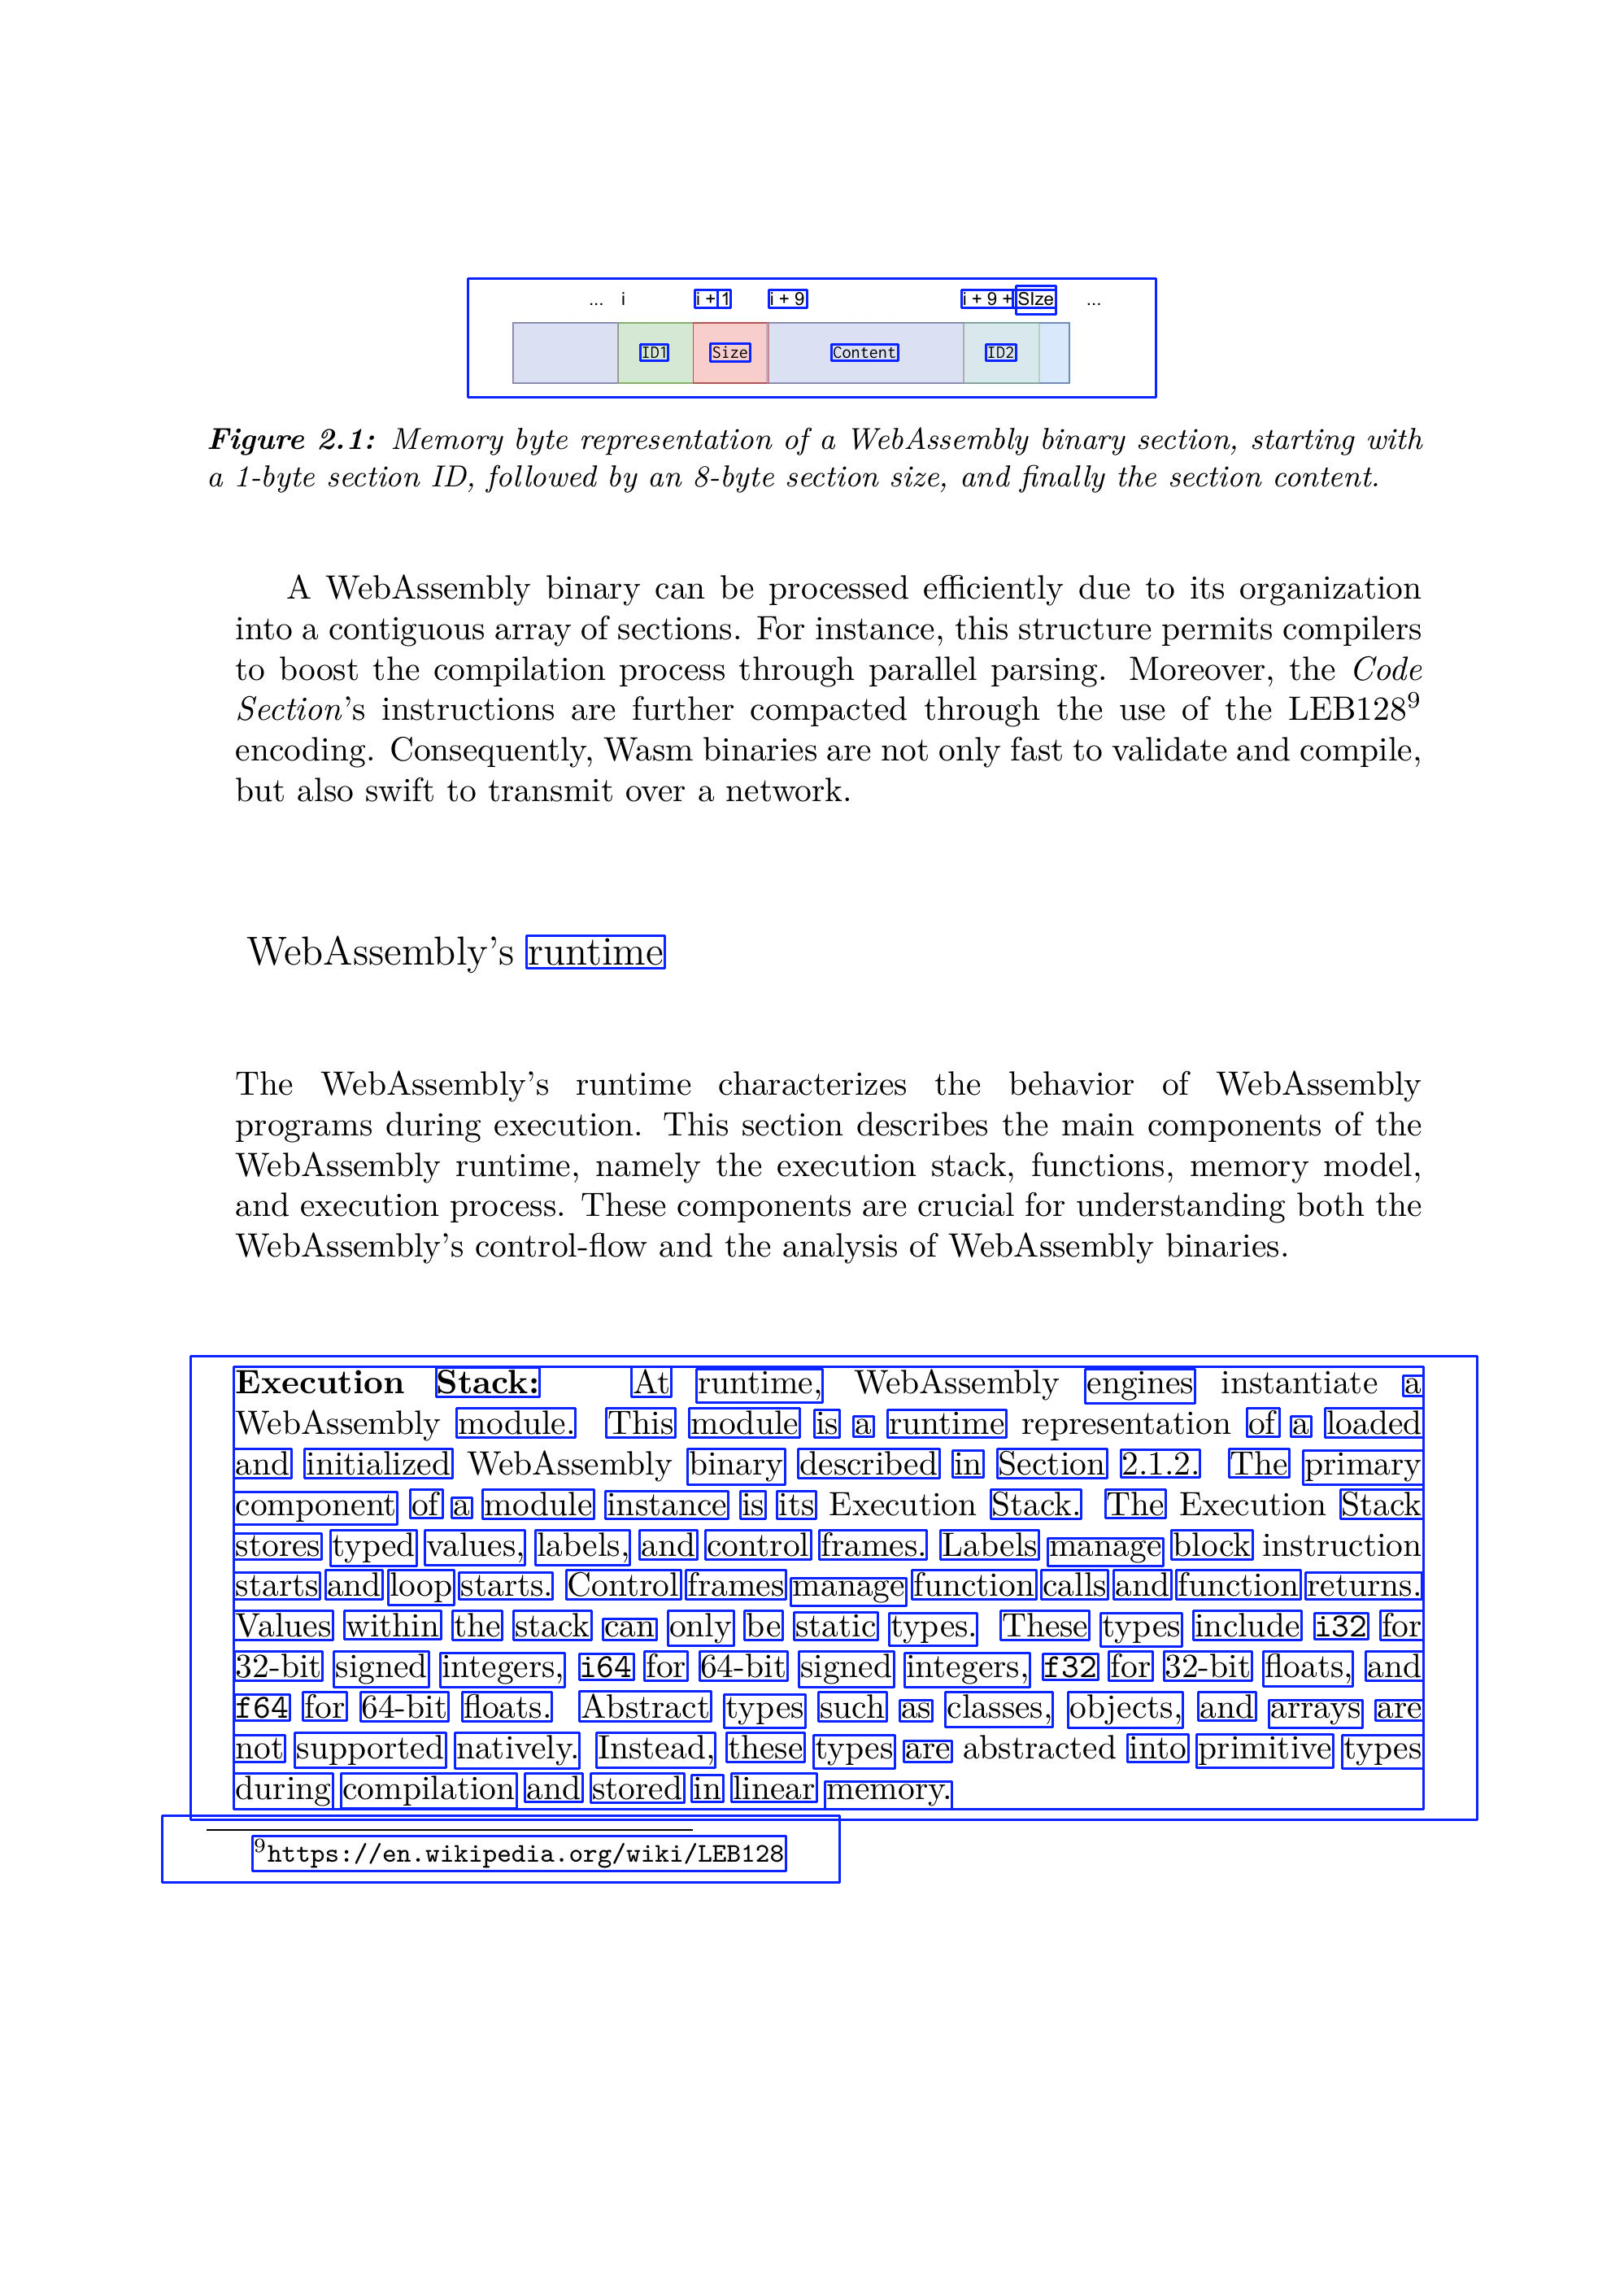 ... i i + 1 i + 9 i + 9 + SIze ...
ID1 Size Content ID2
Figure 2.1: Memory byte representation of a WebAssembly binary section, starting with
a 1-byte section ID, followed by an 8-byte section size, and finally the section content.
A WebAssembly binary can be processed efficiently due to its organization
into a contiguous array of sections. For instance, this structure permits compilers
to boost the compilation process through parallel parsing. Moreover, the Code
Section's instructions are further compacted through the use of the LEB128⁹
encoding. Consequently, Wasm binaries are not only fast to validate and compile,
but also swift to transmit over a network.
WebAssembly's runtime
The WebAssembly's runtime characterizes the behavior of WebAssembly
programs during execution. This section describes the main components of the
WebAssembly runtime, namely the execution stack, functions, memory model,
and execution process. These components are crucial for understanding both the
WebAssembly's control-flow and the analysis of WebAssembly binaries.
Execution Stack: At runtime, WebAssembly engines instantiate a
WebAssembly module. This module is a runtime representation of a loaded
and initialized WebAssembly binary described in Section 2.1.2. The primary
component of a module instance is its Execution Stack. The Execution Stack
stores typed values, labels, and control frames. Labels manage block instruction
starts and loop starts. Control frames manage function calls and function returns.
Values within the stack can only be static types. These types include i32 for
32-bit signed integers, i64 for 64-bit signed integers, f32 for 32-bit floats, and
f64 for 64-bit floats. Abstract types such as classes, objects, and arrays are
not supported natively. Instead, these types are abstracted into primitive types
during compilation and stored in linear memory.
⁹https://en.wikipedia.org/wiki/LEB128